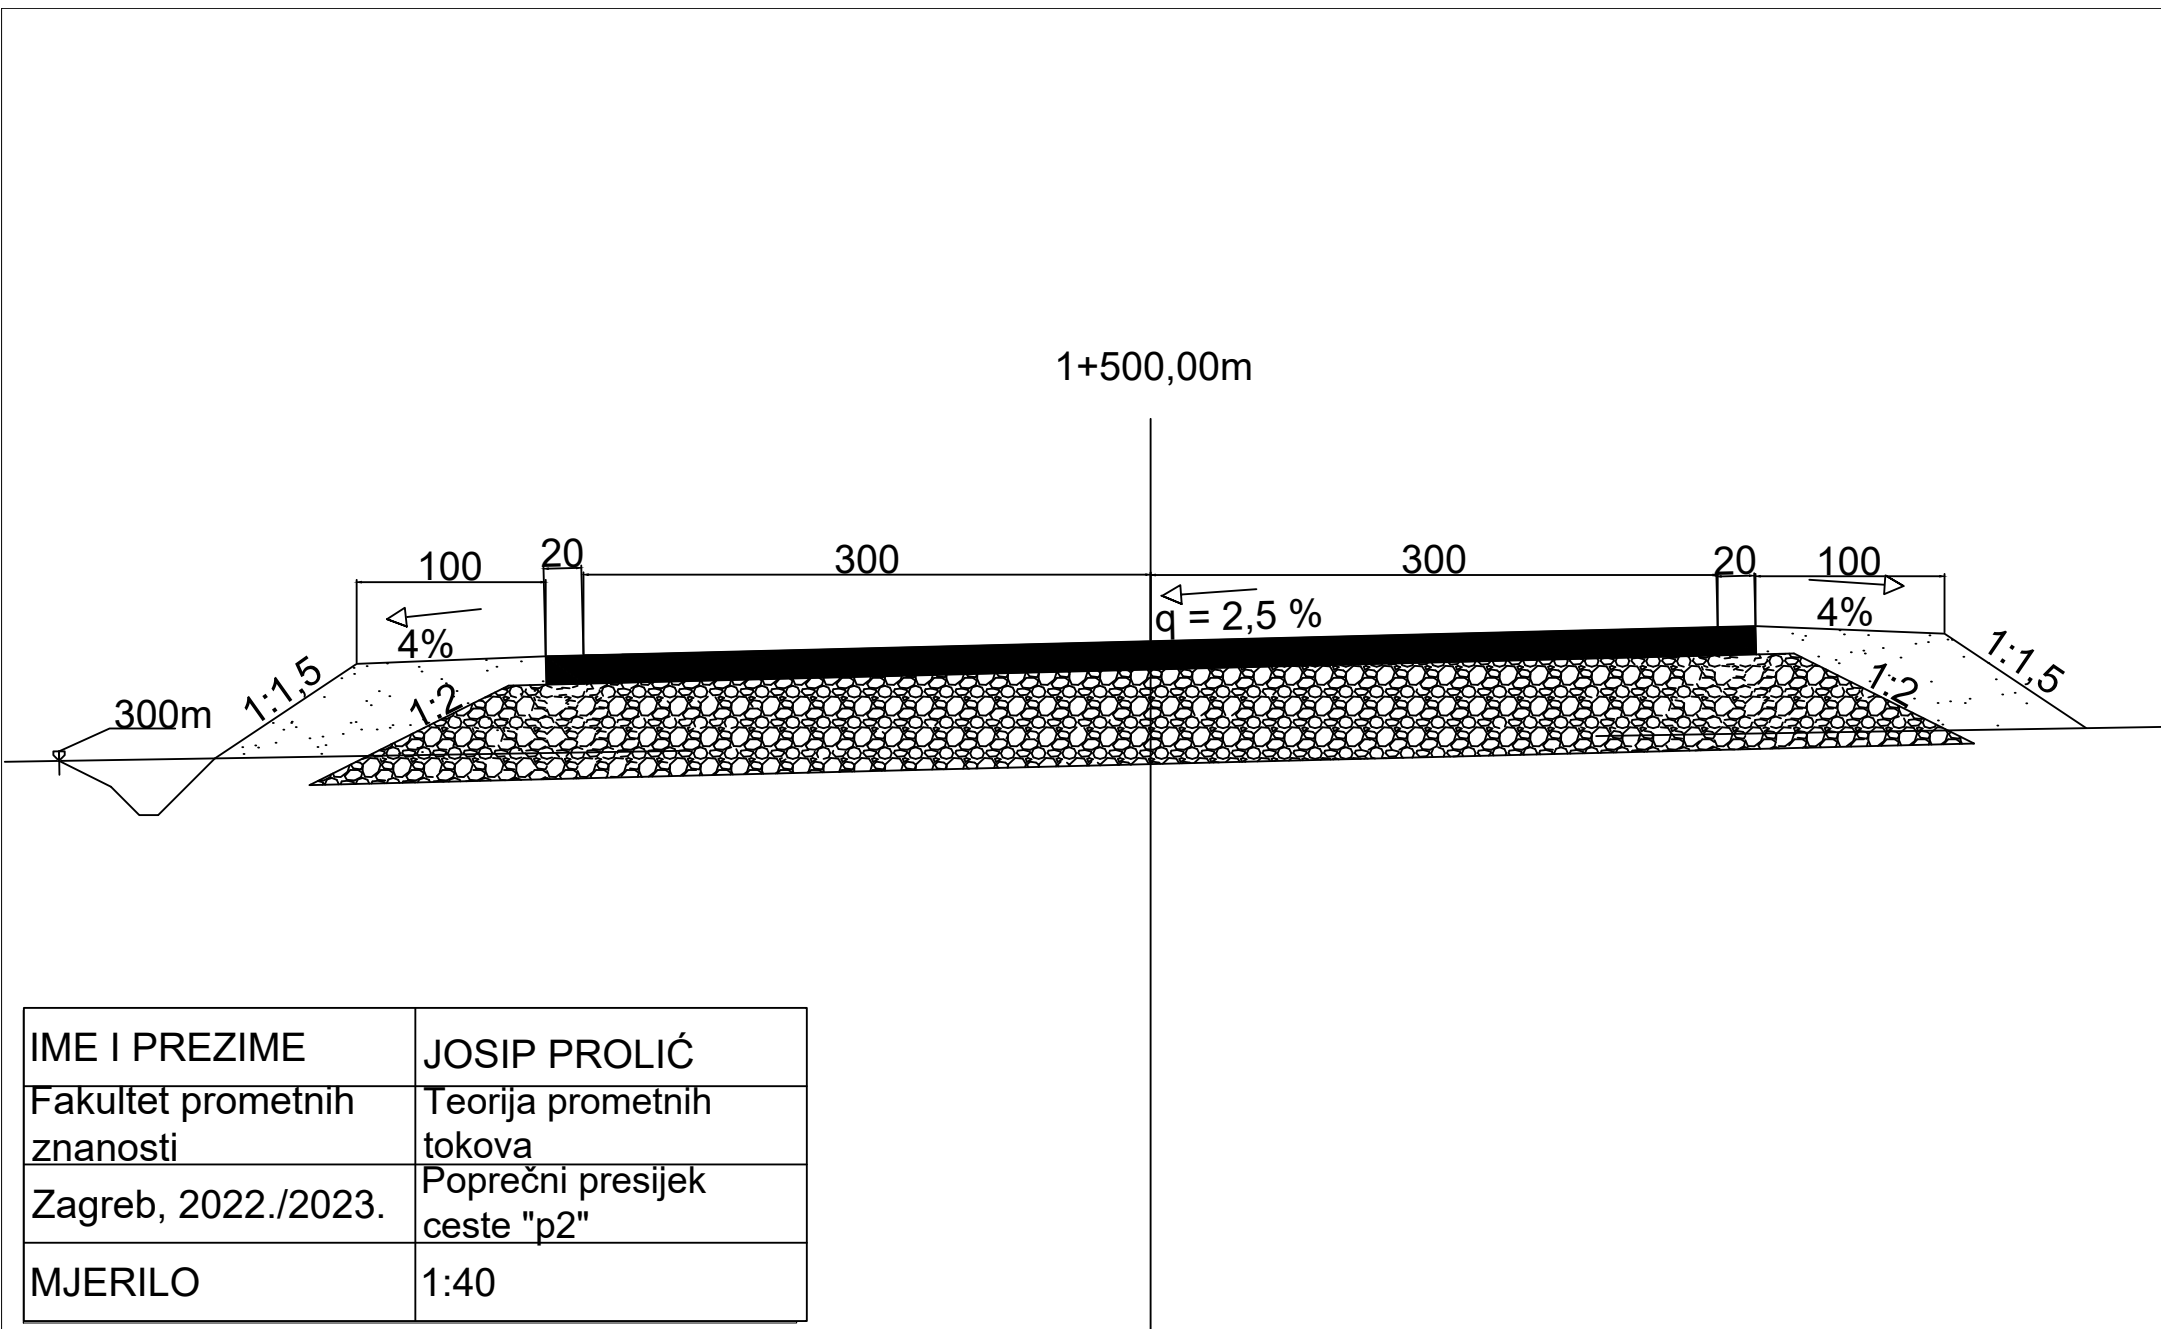 1+500,00m
100
20
300
300
20
100
4%
q = 2,5 %
4%
1:1,5
1:2
1:2
1:1,5
300m
IME I PREZIME
JOSIP PROLIĆ
Fakultet prometnih
znanosti
Teorija prometnih
tokova
Zagreb, 2022./2023.
Poprečni presijek
ceste "p2"
MJERILO
1:40